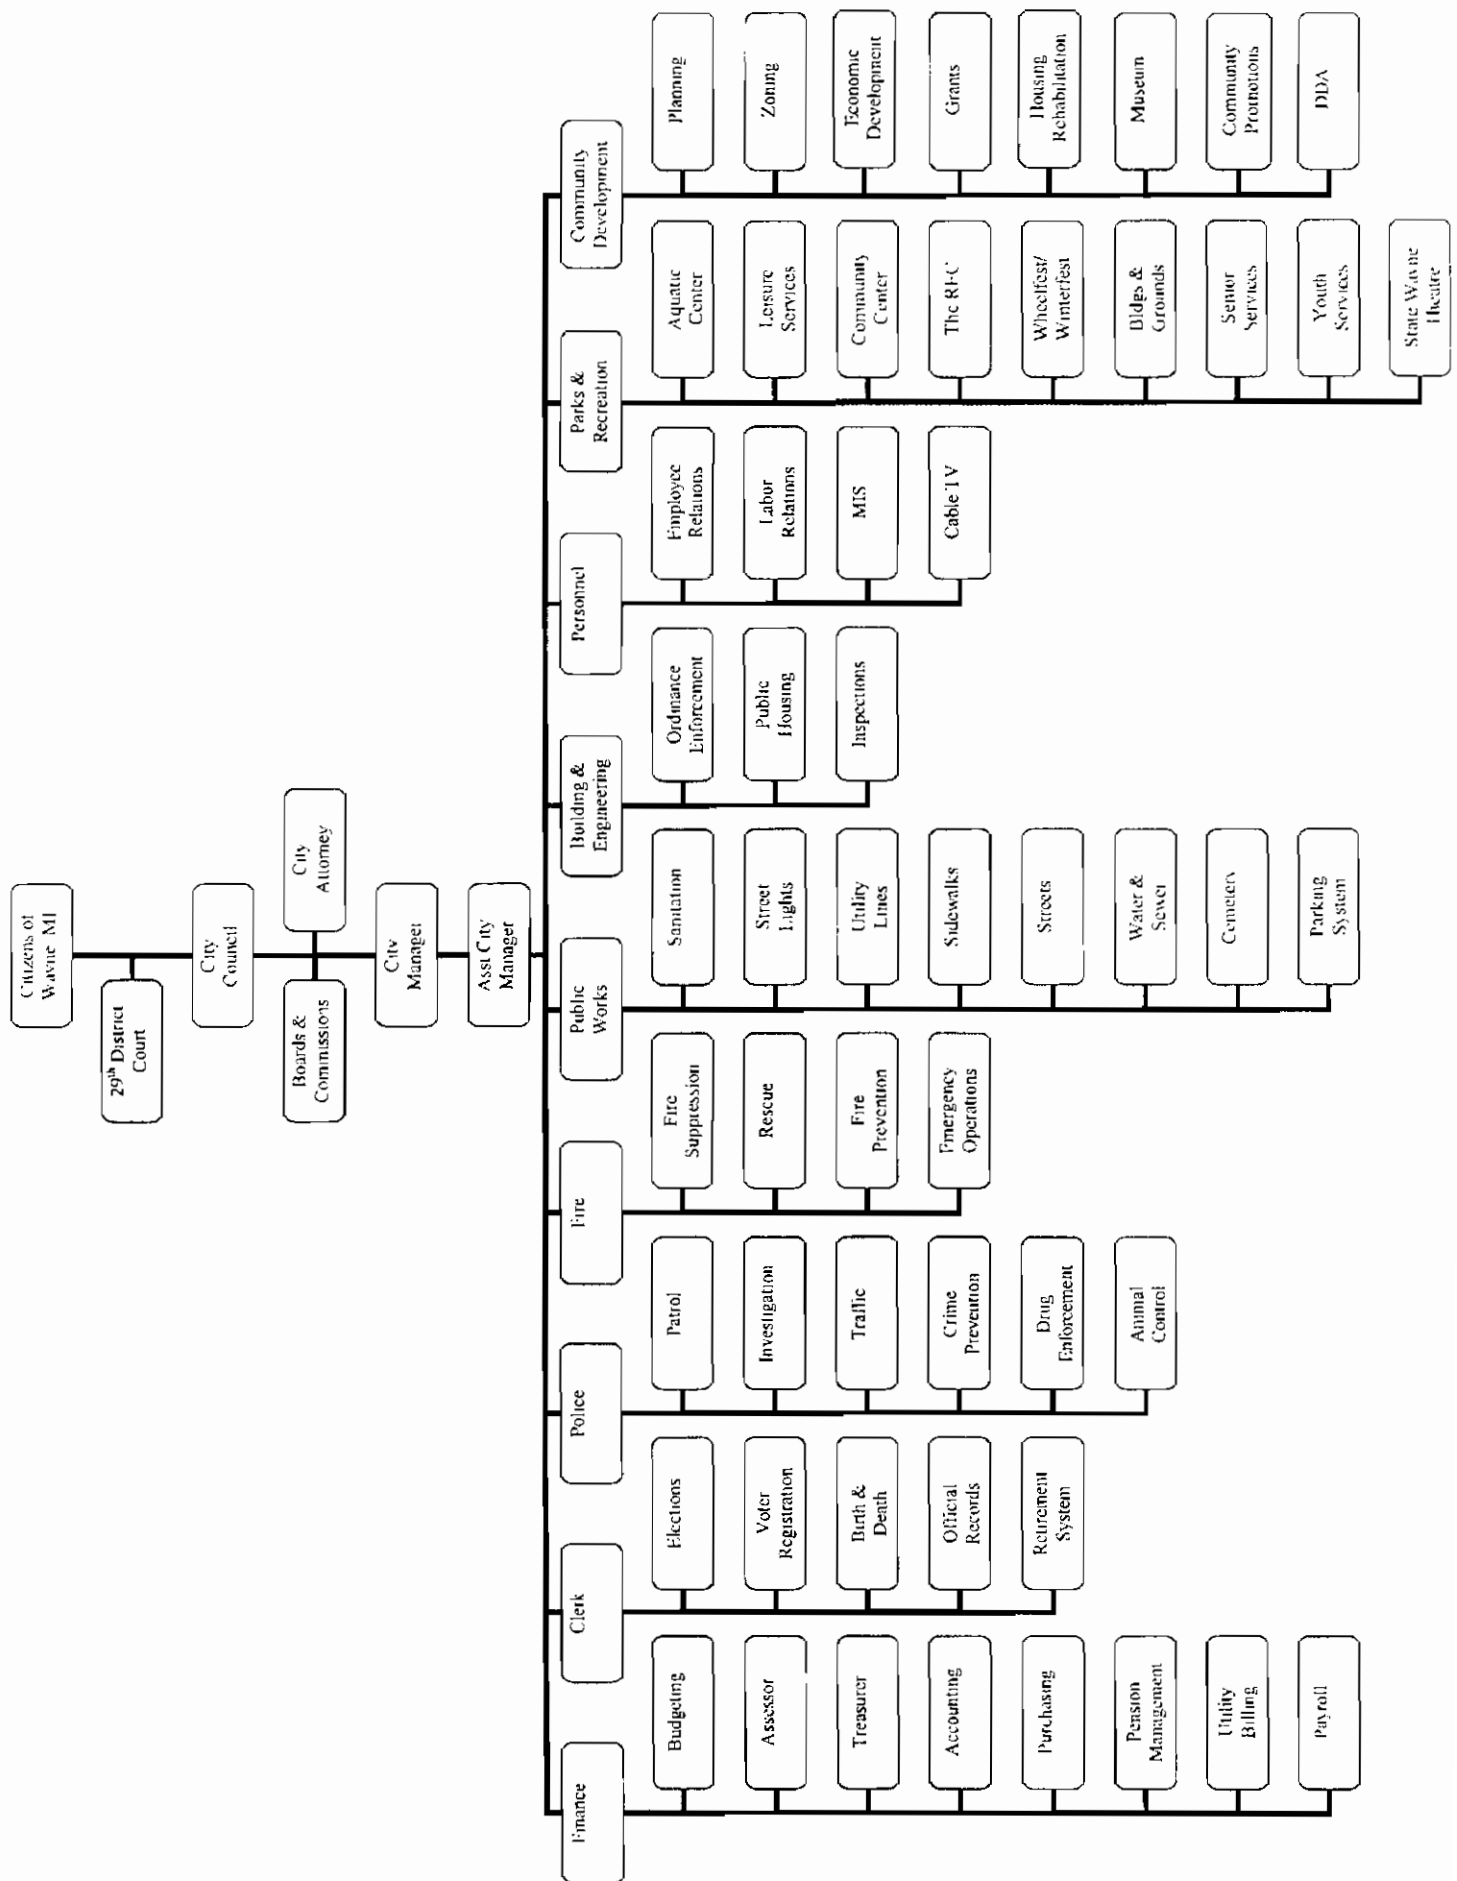 Citizens of
Wayne MI
29th District
Court
City
Council
Boards &
Commissions
City
Attorney
City
Manager
Asst City
Manager
Finance
Budgeting
Assessor
Treasurer
Accounting
Purchasing
Pension
Management
Utility
Billing
Payroll
Clerk
Elections
Voter
Registration
Birth &
Death
Official
Records
Retirement
System
Police
Patrol
Investigation
Traffic
Crime
Prevention
Drug
Enforcement
Animal
Control
Fire
Fire
Suppression
Rescue
Fire
Prevention
Emergency
Operations
Public
Works
Sanitation
Street
Lights
Utility
Lines
Sidewalks
Streets
Water &
Sewer
Cemetery
Parking
System
Building &
Engineering
Ordinance
Enforcement
Public
Housing
Inspections
Personnel
Employee
Relations
Labor
Relations
MIS
Cable TV
Parks &
Recreation
Aquatic
Center
Leisure
Services
Community
Center
The REC
Wheelfest/
Winterfest
Bldgs &
Grounds
Senior
Services
Youth
Services
State Wayne
Theatre
Community
Development
Planning
Zoning
Economic
Development
Grants
Housing
Rehabilitation
Museum
Community
Promotions
DDA